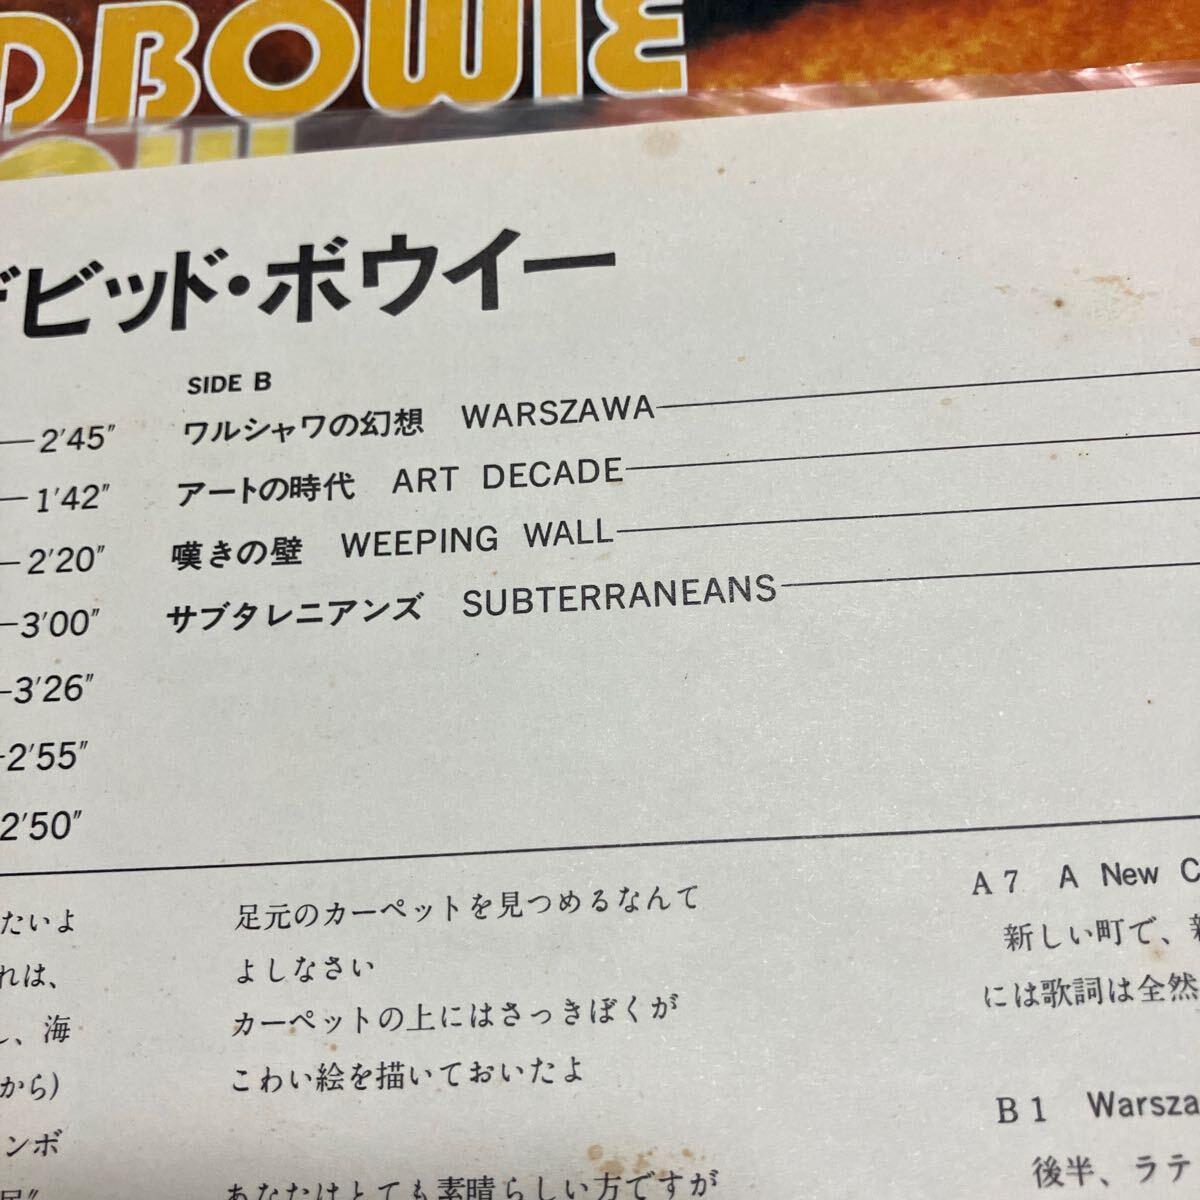 DBOWIE
デビッド・ボウイー
SIDE B
2′45″
ワルシャワの幻想 WARSZAWA
1′42″
アートの時代 ART DECADE
2′20″
嘆きの壁 WEEPING WALL
3′00″
サブタレニアンズ SUBTERRANEANS
3′26″
2′55″
2′50″
たいよ
れは、
し、海
から)
ンボ
足元のカーペットを見つめるなんて
よしなさい
カーペットの上にはさっきぼくが
こわい絵を描いておいたよ
あなたはとても素晴らしい方ですが
A7 A New C
新しい町で、新
には歌詞は全然
B1 Warsza
後半、ラテ